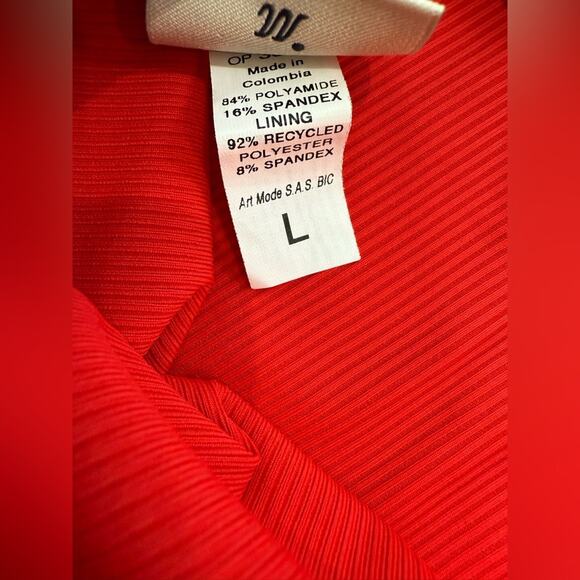 Made in
Colombia
84% POLYAMIDE
16% SPANDEX
LINING
92% RECYCLED
POLYESTER
8% SPANDEX
Art Mode S.A.S. BIC
L